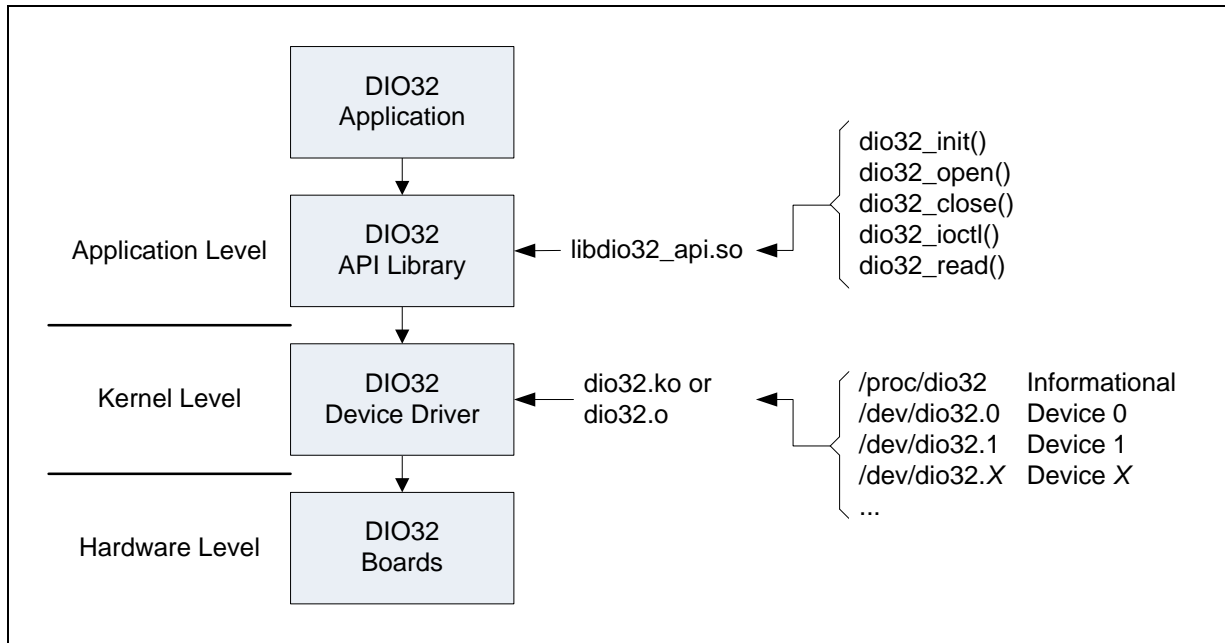 DIO32
Application
Application Level
DIO32
API Library
libdio32_api.so
dio32_init()
dio32_open()
dio32_close()
dio32_ioctl()
dio32_read()
Kernel Level
DIO32
Device Driver
dio32.ko or
dio32.o
/proc/dio32 Informational
/dev/dio32.0 Device 0
/dev/dio32.1 Device 1
/dev/dio32.X Device X
...
Hardware Level
DIO32
Boards